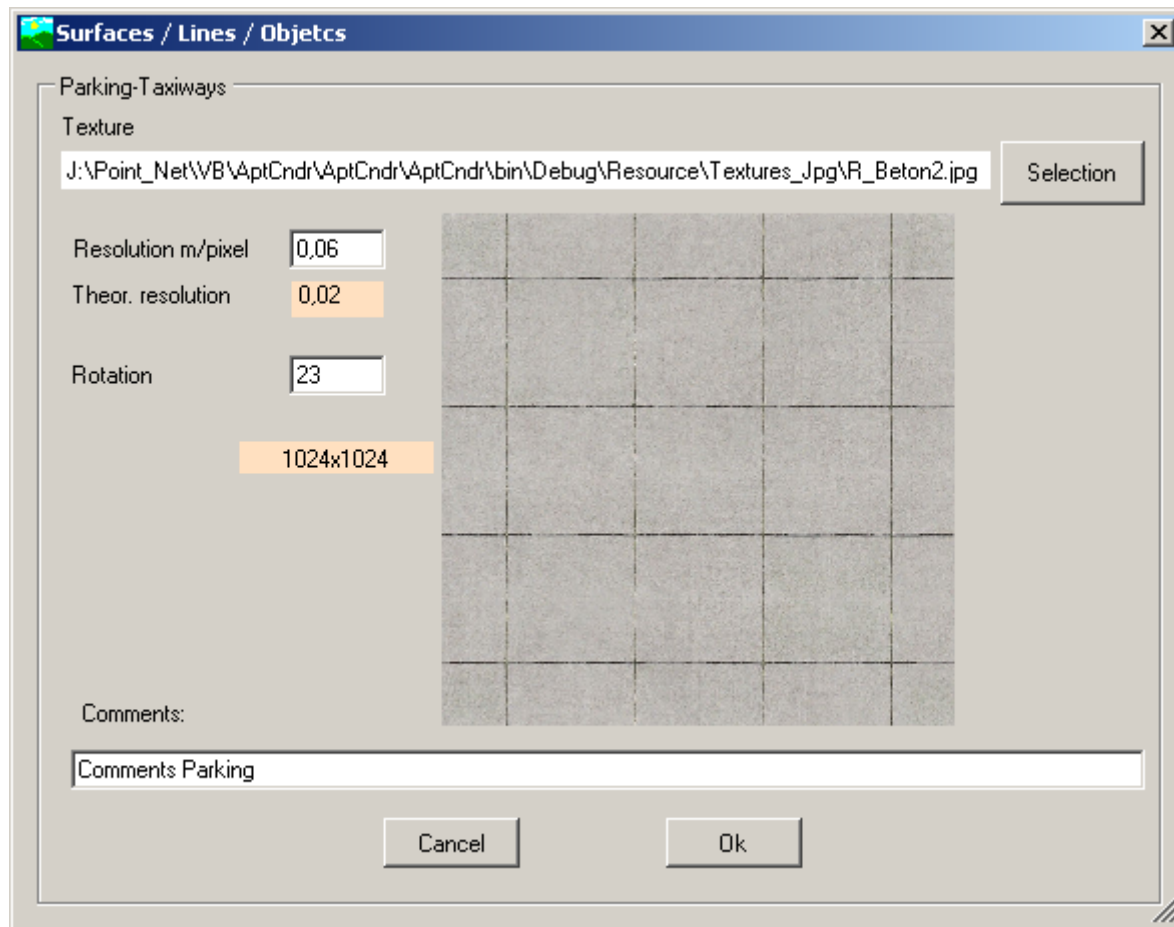 Surfaces / Lines / Objetcs
Parking-Taxiways
Texture
J:\Point_Net\VB\AptCndr\AptCndr\AptCndr\bin\Debug\Resource\Textures_Jpg\R_Beton2.jpg
Selection
Resolution m/pixel 0,06
Theor. resolution 0,02
Rotation 23
1024x1024
Comments:
Comments Parking
Cancel Ok